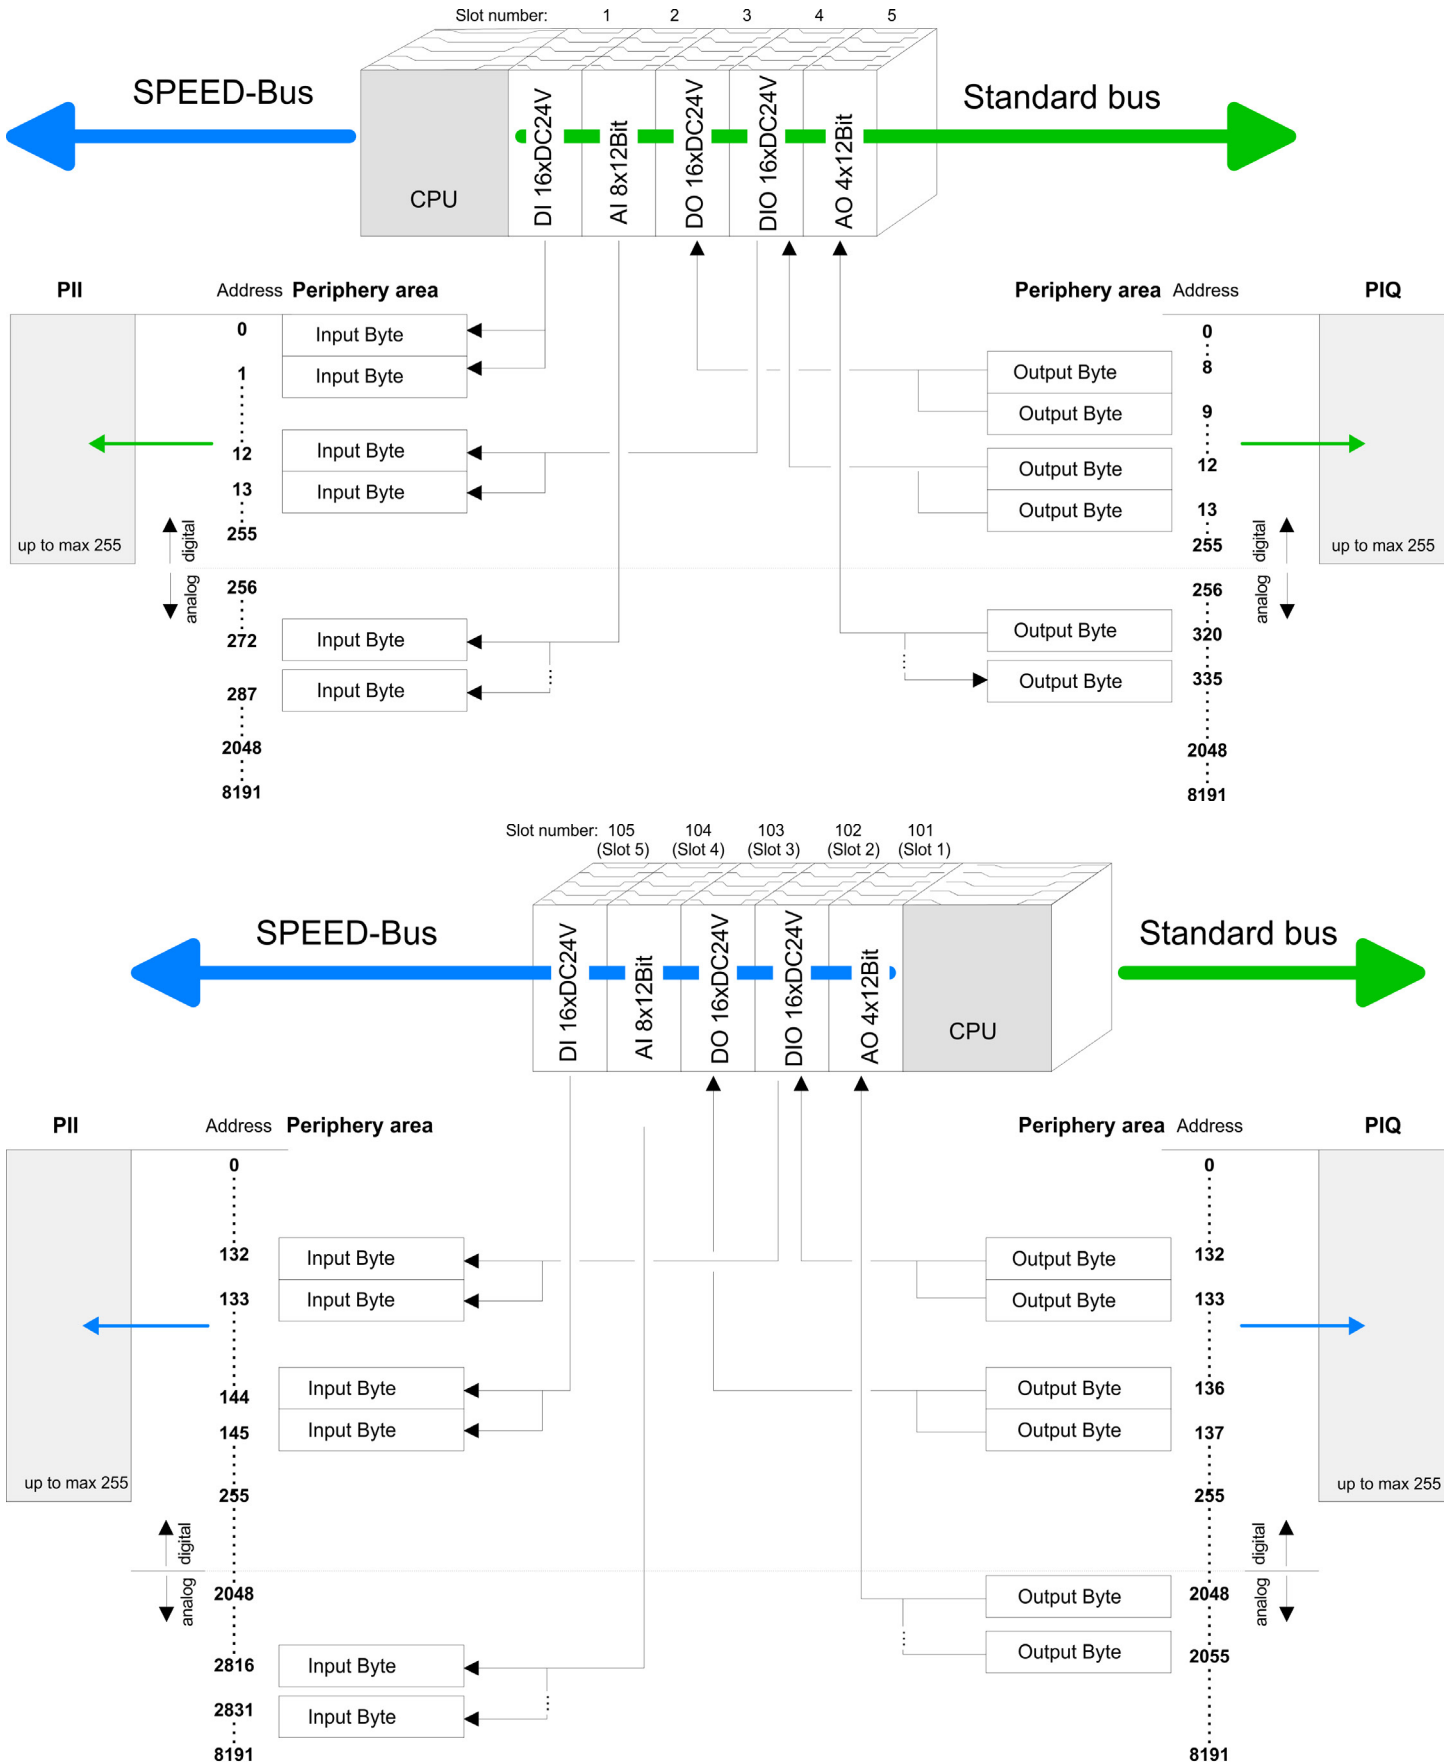 Slot number: 1 2 3 4 5
SPEED-Bus
Standard bus
CPU
DI 16xDC24V
AI 8x12Bit
DO 16xDC24V
DIO 16xDC24V
AO 4x12Bit
PII Address Periphery area
Periphery area Address PIQ
0 Input Byte
1 Input Byte
12 Input Byte
13 Input Byte
255
up to max 255
digital
analog
256
272 Input Byte
287 Input Byte
2048
8191
0
Output Byte 8
Output Byte 9
Output Byte 12
Output Byte 13
255
up to max 255
digital
analog
256
Output Byte 320
Output Byte 335
2048
8191
Slot number: 105 104 103 102 101
(Slot 5) (Slot 4) (Slot 3) (Slot 2) (Slot 1)
SPEED-Bus
Standard bus
DI 16xDC24V
AI 8x12Bit
DO 16xDC24V
DIO 16xDC24V
AO 4x12Bit
CPU
PII Address Periphery area
Periphery area Address PIQ
0
132 Input Byte
133 Input Byte
144 Input Byte
145 Input Byte
up to max 255
255
digital
analog
2048
2816 Input Byte
2831 Input Byte
8191
0
Output Byte 132
Output Byte 133
Output Byte 136
Output Byte 137
up to max 255
255
digital
analog
Output Byte 2048
Output Byte 2055
8191